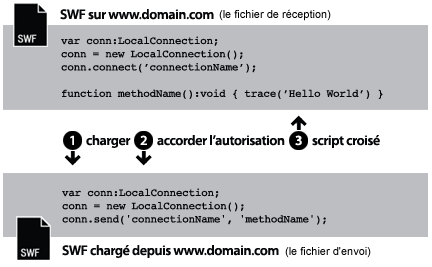 SWF sur www.domain.com (le fichier de réception)
SWF
var conn:LocalConnection;
conn = new LocalConnection();
conn.connect(‘connectionName’);
function methodName():void { trace(‘Hello World’) }
1 charger 2 accorder l’autorisation 3 script croisé
var conn:LocalConnection;
conn = new LocalConnection();
conn.send('connectionName', 'methodName');
SWF
SWF chargé depuis www.domain.com (le fichier d'envoi)